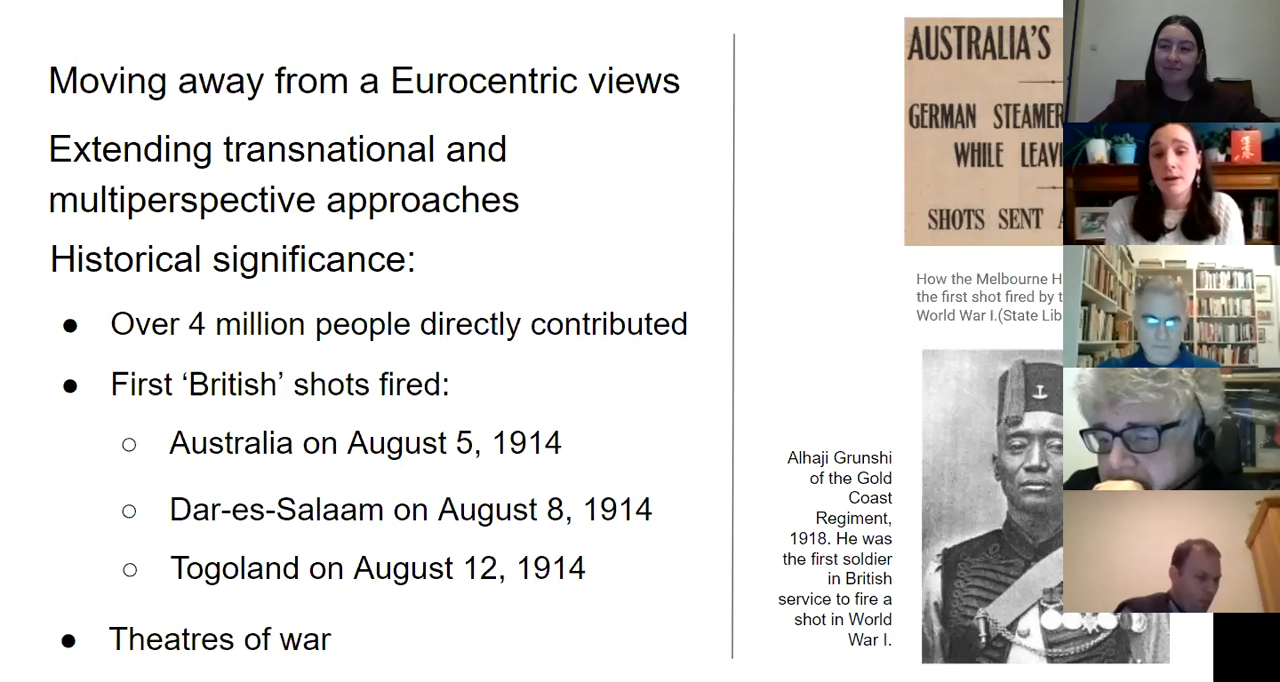 Moving away from a Eurocentric views
Extending transnational and
multiperspective approaches
Historical significance:
● Over 4 million people directly contributed
● First ‘British’ shots fired:
○ Australia on August 5, 1914
○ Dar-es-Salaam on August 8, 1914
○ Togoland on August 12, 1914
● Theatres of war
AUSTRALIA'S
GERMAN STEAMER
WHILE LEAVI
SHOTS SENT
How the Melbourne H
the first shot fired by t
World War I.(State Lib
Alhaji Grunshi
of the Gold
Coast
Regiment,
1918. He was
the first soldier
in British
service to fire a
shot in World
War I.